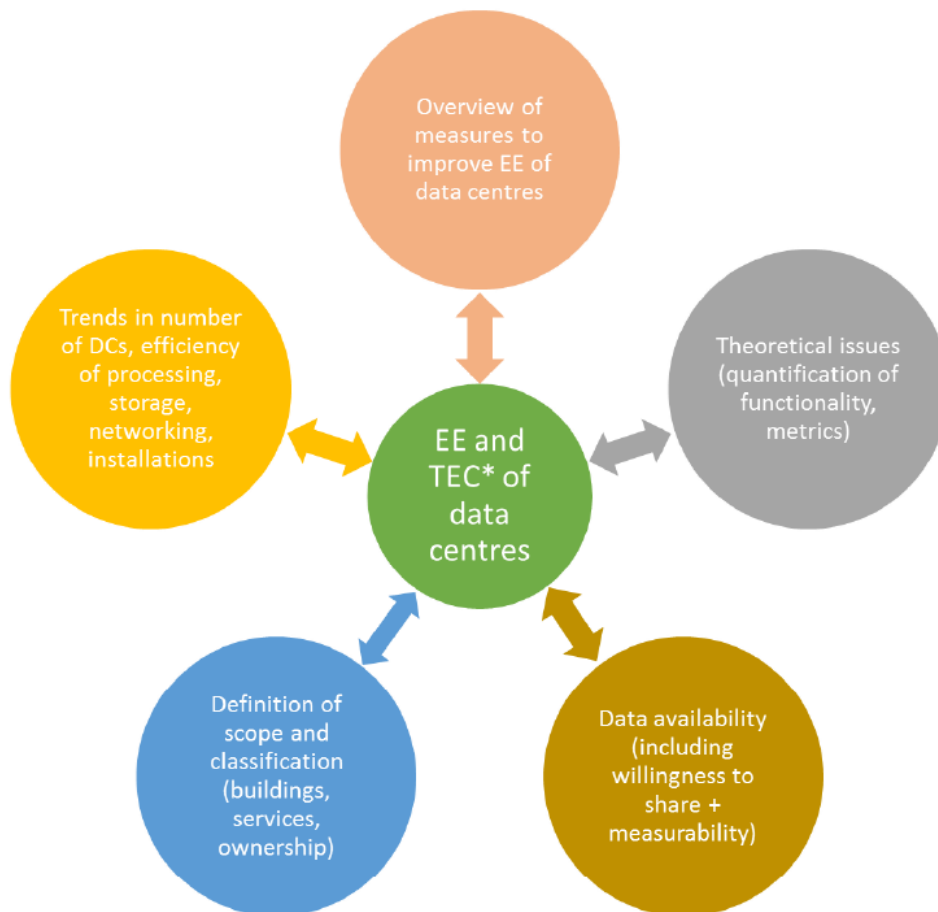 Overview of
measures to
improve EE of
data centres
Trends in number
of DCs, efficiency
of processing,
storage,
networking,
installations
Theoretical issues
(quantification of
functionality,
metrics)
EE and
TEC* of
data
centres
Definition of
scope and
classification
(buildings,
services,
ownership)
Data availability
(including
willingness to
share +
measurability)